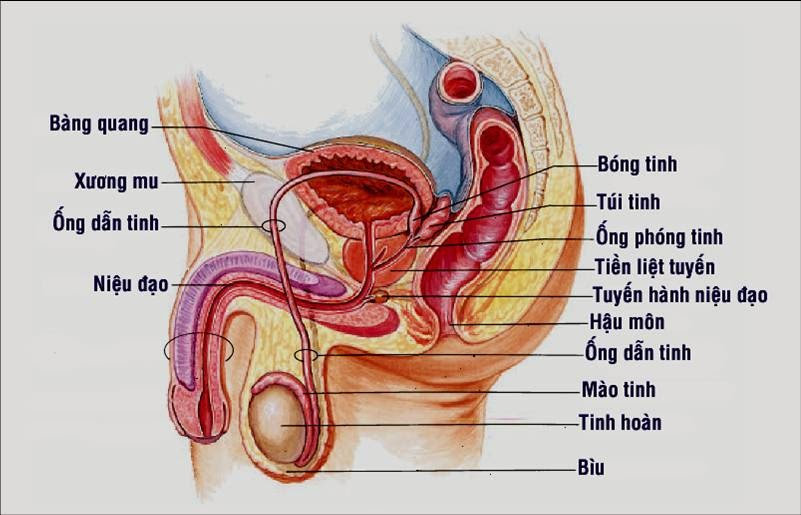 Bàng quang
Xương mu
Ống dẫn tinh
Niệu đạo
Bóng tinh
Túi tinh
Ống phóng tinh
Tiền liệt tuyến
Tuyến hành niệu đạo
Hậu môn
Ống dẫn tinh
Mào tinh
Tinh hoàn
Bìu